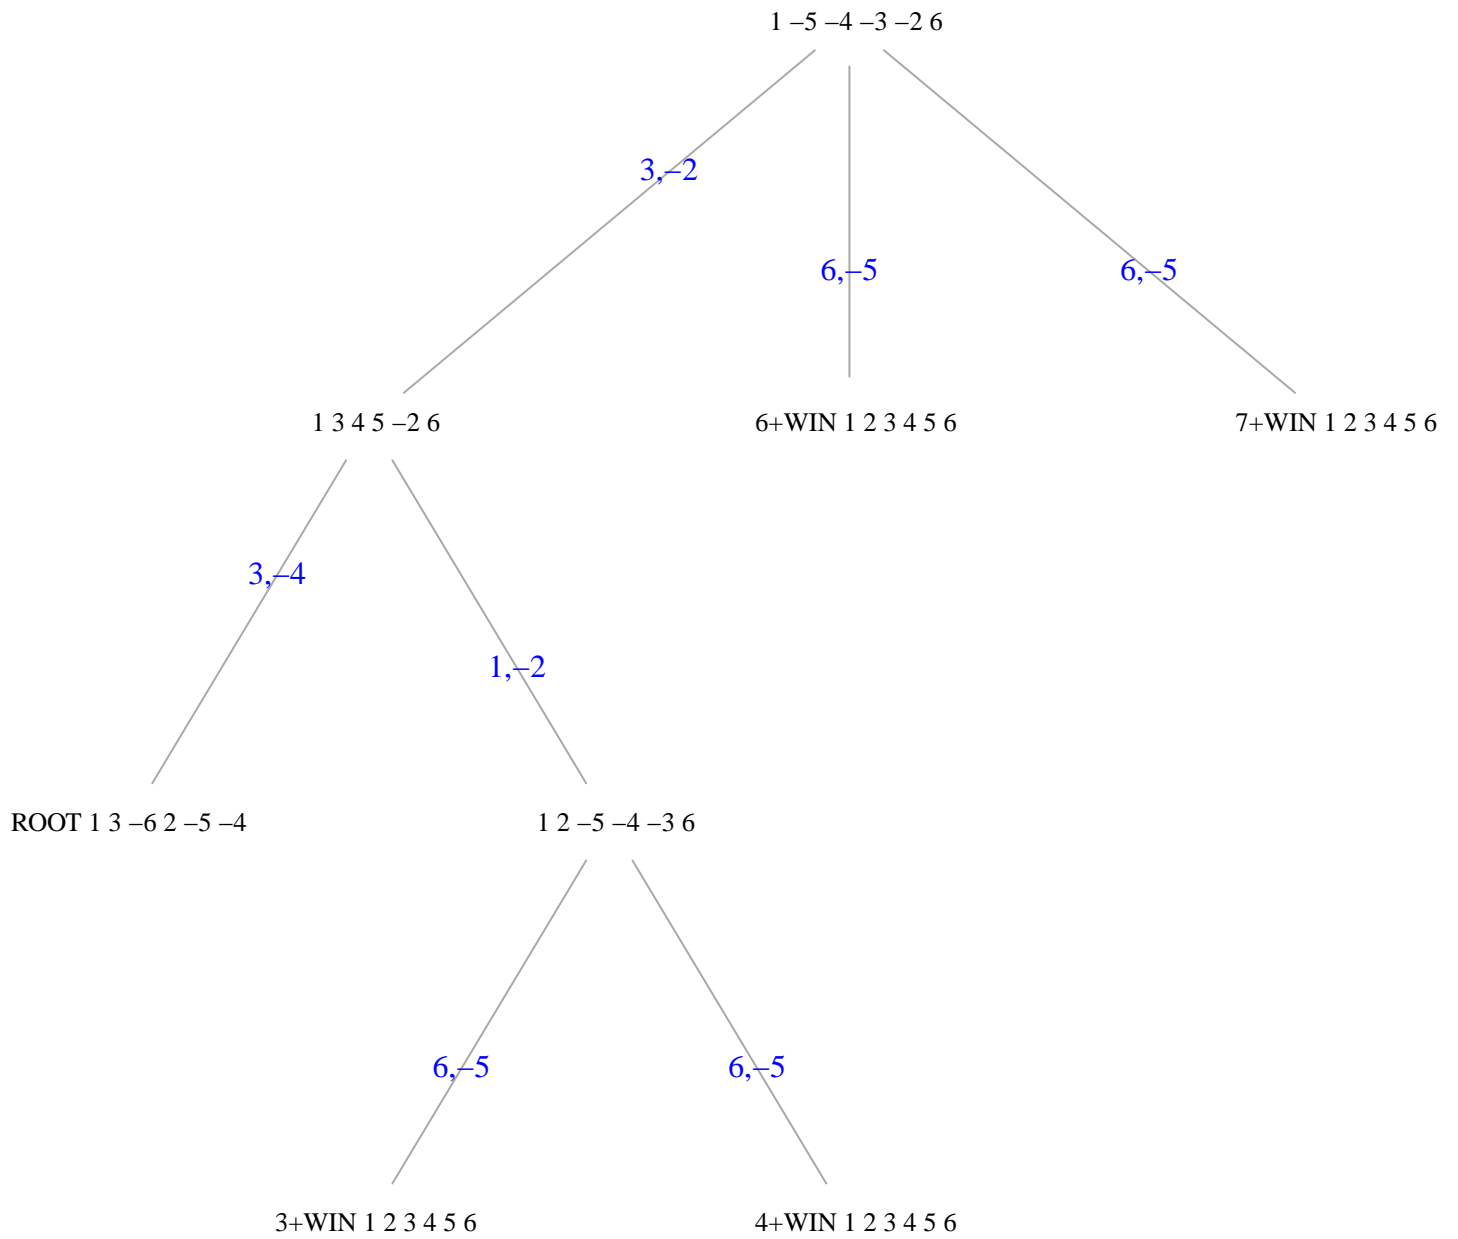 1 –5 –4 –3 –2 6
3,–2
6,–5
6,–5
1 3 4 5 –2 6
6+WIN 1 2 3 4 5 6
7+WIN 1 2 3 4 5 6
3,–4
1,–2
ROOT 1 3 –6 2 –5 –4
1 2 –5 –4 –3 6
6,–5
6,–5
3+WIN 1 2 3 4 5 6
4+WIN 1 2 3 4 5 6